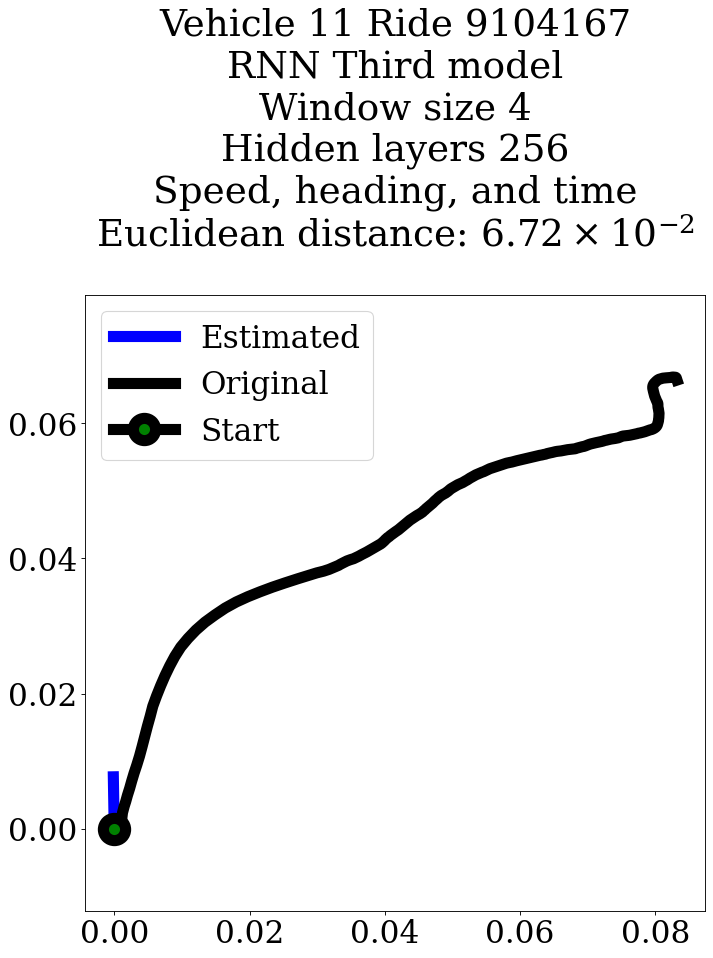 Vehicle 11 Ride 9104167
RNN Third model
Window size 4
Hidden layers 256
Speed, heading, and time
Euclidean distance: 6.72 × 10⁻²
Estimated
Original
Start
0.06
0.04
0.02
0.00
0.00 0.02 0.04 0.06 0.08